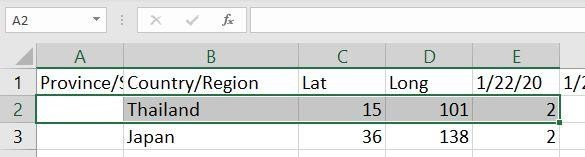 A2 fx
A B C D E
1 Province/S Country/Region Lat Long 1/22/20 1/2
2 Thailand 15 101 2
3 Japan 36 138 2